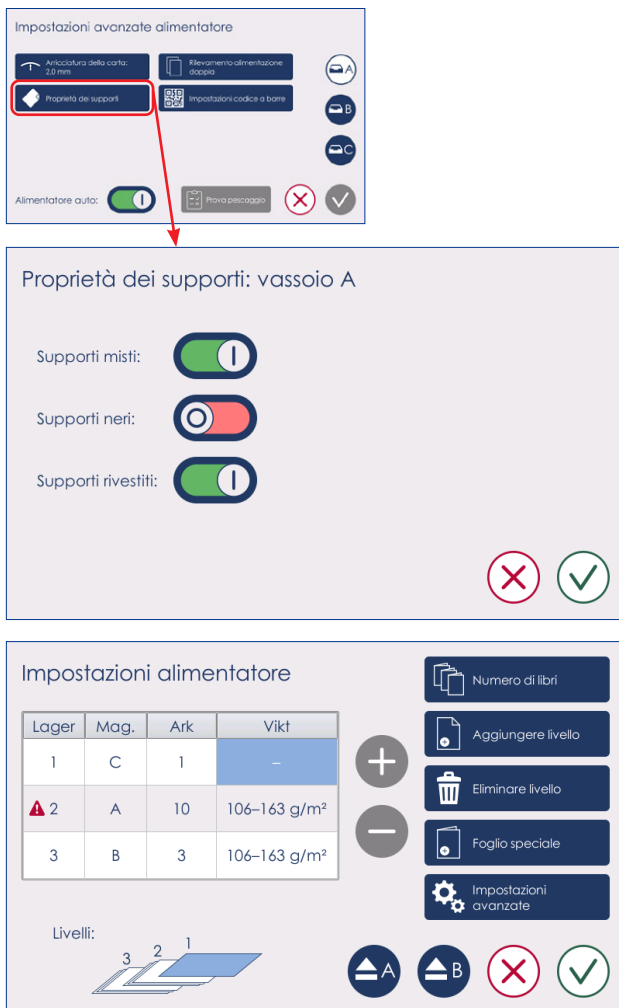 Impostazioni avanzate alimentatore
Arricciatura della carta:
2,0 mm
Rilevamento alimentazione
doppia
A
Proprietà dei supporti
Impostazioni codice a barre
B
C
Alimentatore auto:
Prova pescaggio
Proprietà dei supporti: vassoio A
Supporti misti:
Supporti neri:
Supporti rivestiti:
Impostazioni alimentatore
Numero di libri
Lager Mag. Ark Vikt
Aggiungere livello
1 C 1 –
Eliminare livello
2 A 10 106–163 g/m²
Foglio speciale
3 B 3 106–163 g/m²
Impostazioni
avanzate
Livelli:
3 2 1
A B